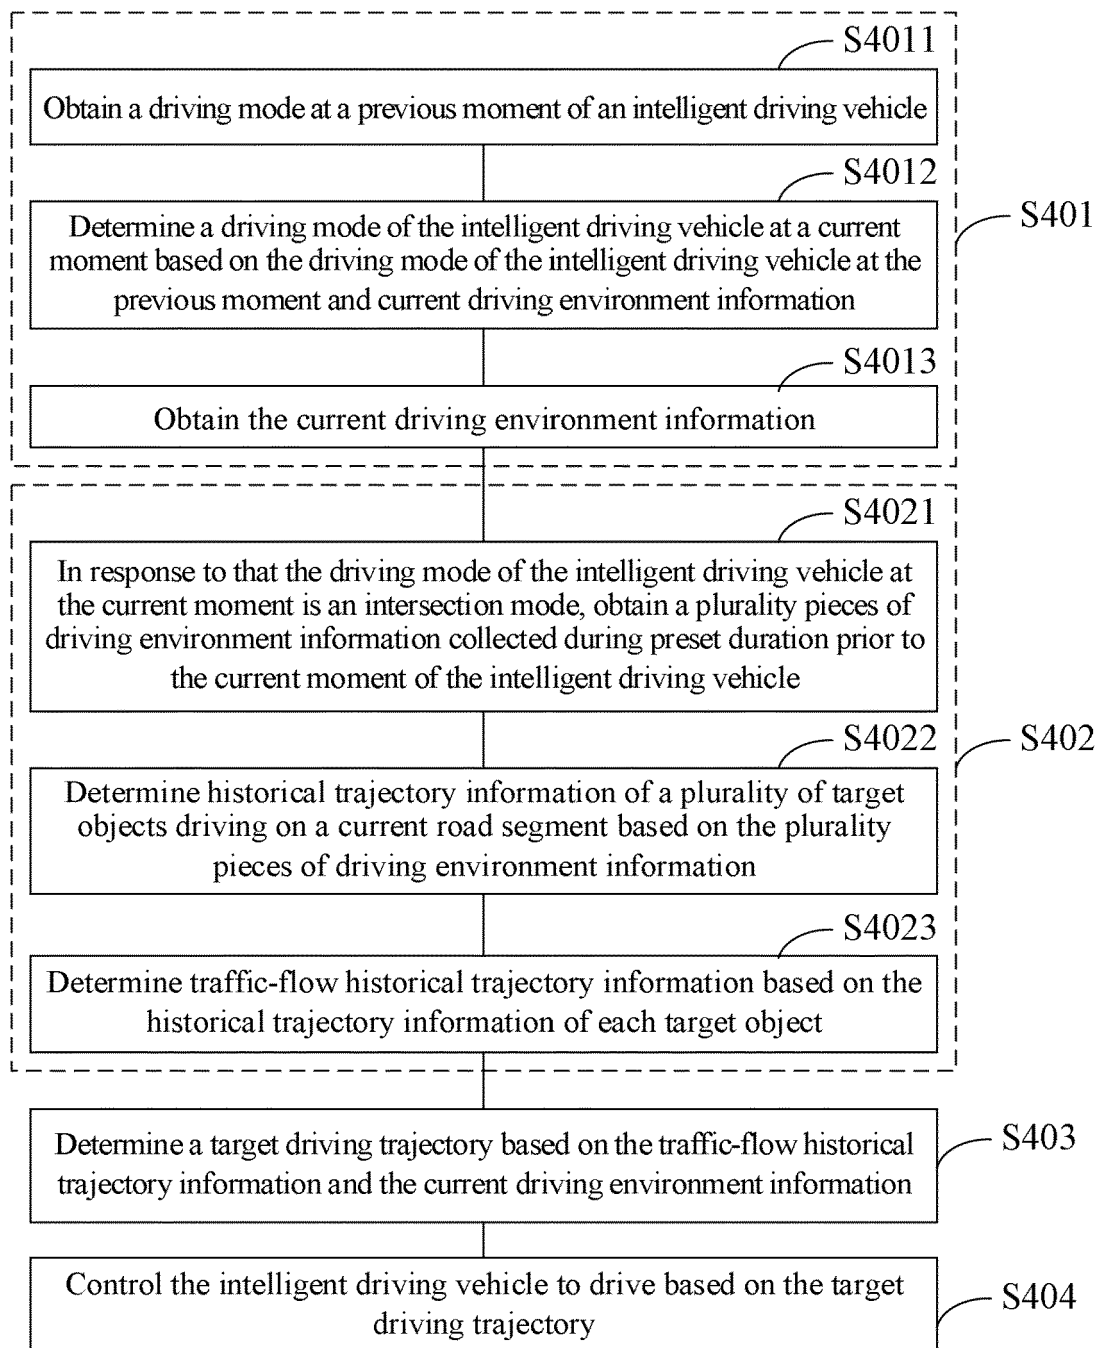 S4011
Obtain a driving mode at a previous moment of an intelligent driving vehicle
S4012
Determine a driving mode of the intelligent driving vehicle at a current
moment based on the driving mode of the intelligent driving vehicle at the
previous moment and current driving environment information
S401
S4013
Obtain the current driving environment information
S4021
In response to that the driving mode of the intelligent driving vehicle at
the current moment is an intersection mode, obtain a plurality pieces of
driving environment information collected during preset duration prior to
the current moment of the intelligent driving vehicle
S4022
S402
Determine historical trajectory information of a plurality of target
objects driving on a current road segment based on the plurality
pieces of driving environment information
S4023
Determine traffic-flow historical trajectory information based on the
historical trajectory information of each target object
Determine a target driving trajectory based on the traffic-flow historical
trajectory information and the current driving environment information
S403
Control the intelligent driving vehicle to drive based on the target
driving trajectory
S404